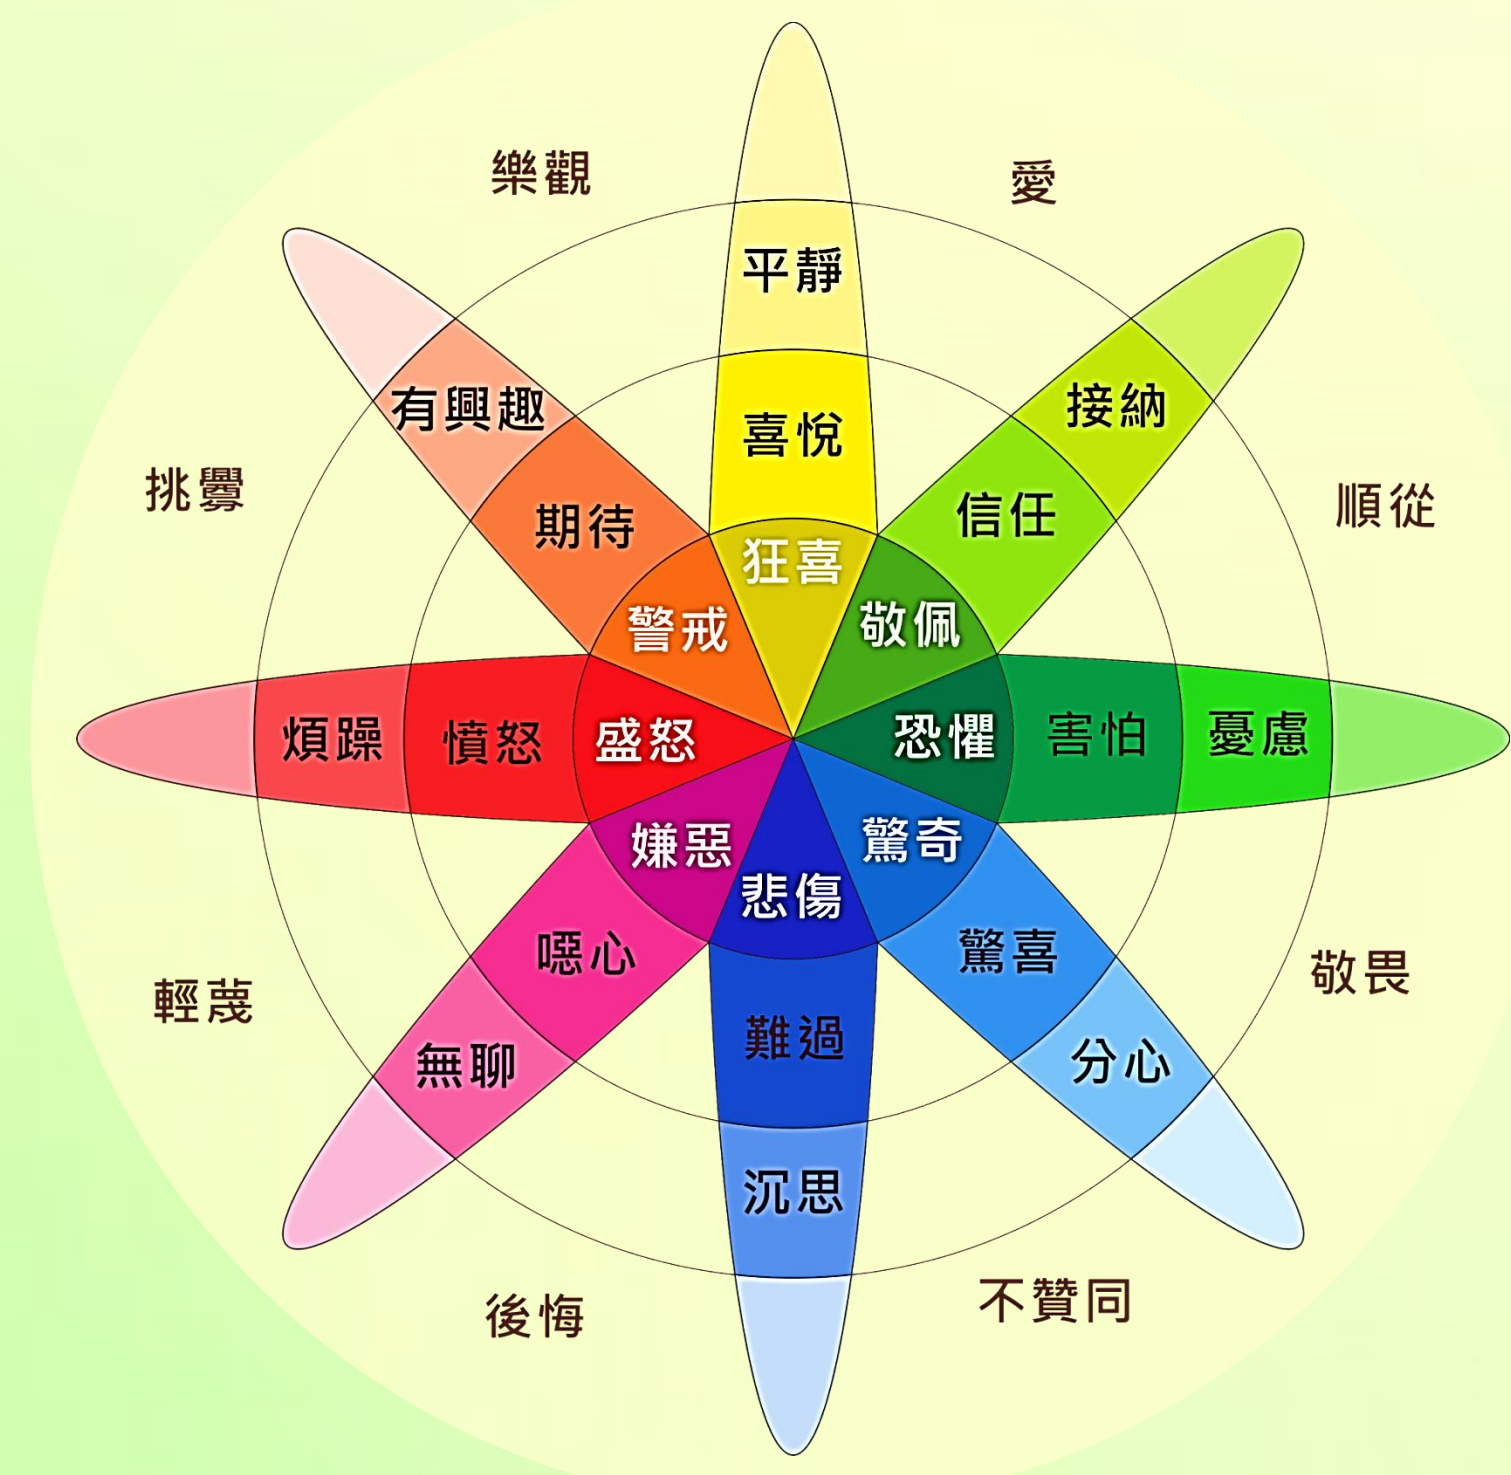 樂觀
愛
平靜
有興趣
接納
喜悅
挑釁
順從
期待
信任
狂喜
警戒
敬佩
煩躁
憤怒
盛怒
恐懼
害怕
憂慮
嫌惡
驚奇
悲傷
噁心
驚喜
輕蔑
敬畏
難過
無聊
分心
沉思
後悔
不贊同